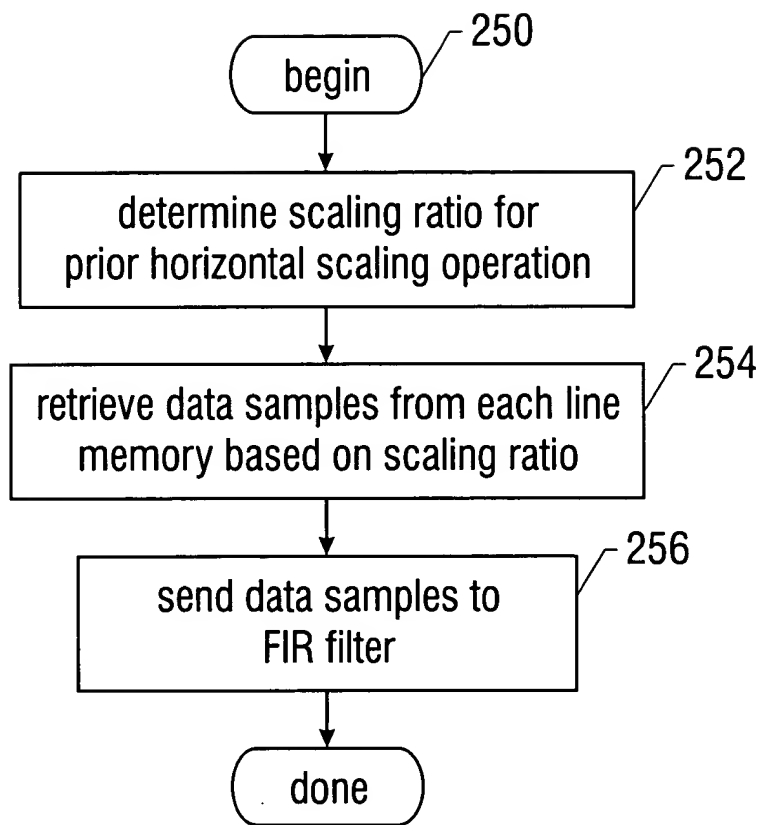 250
begin
252
determine scaling ratio for
prior horizontal scaling operation
254
retrieve data samples from each line
memory based on scaling ratio
256
send data samples to
FIR filter
done